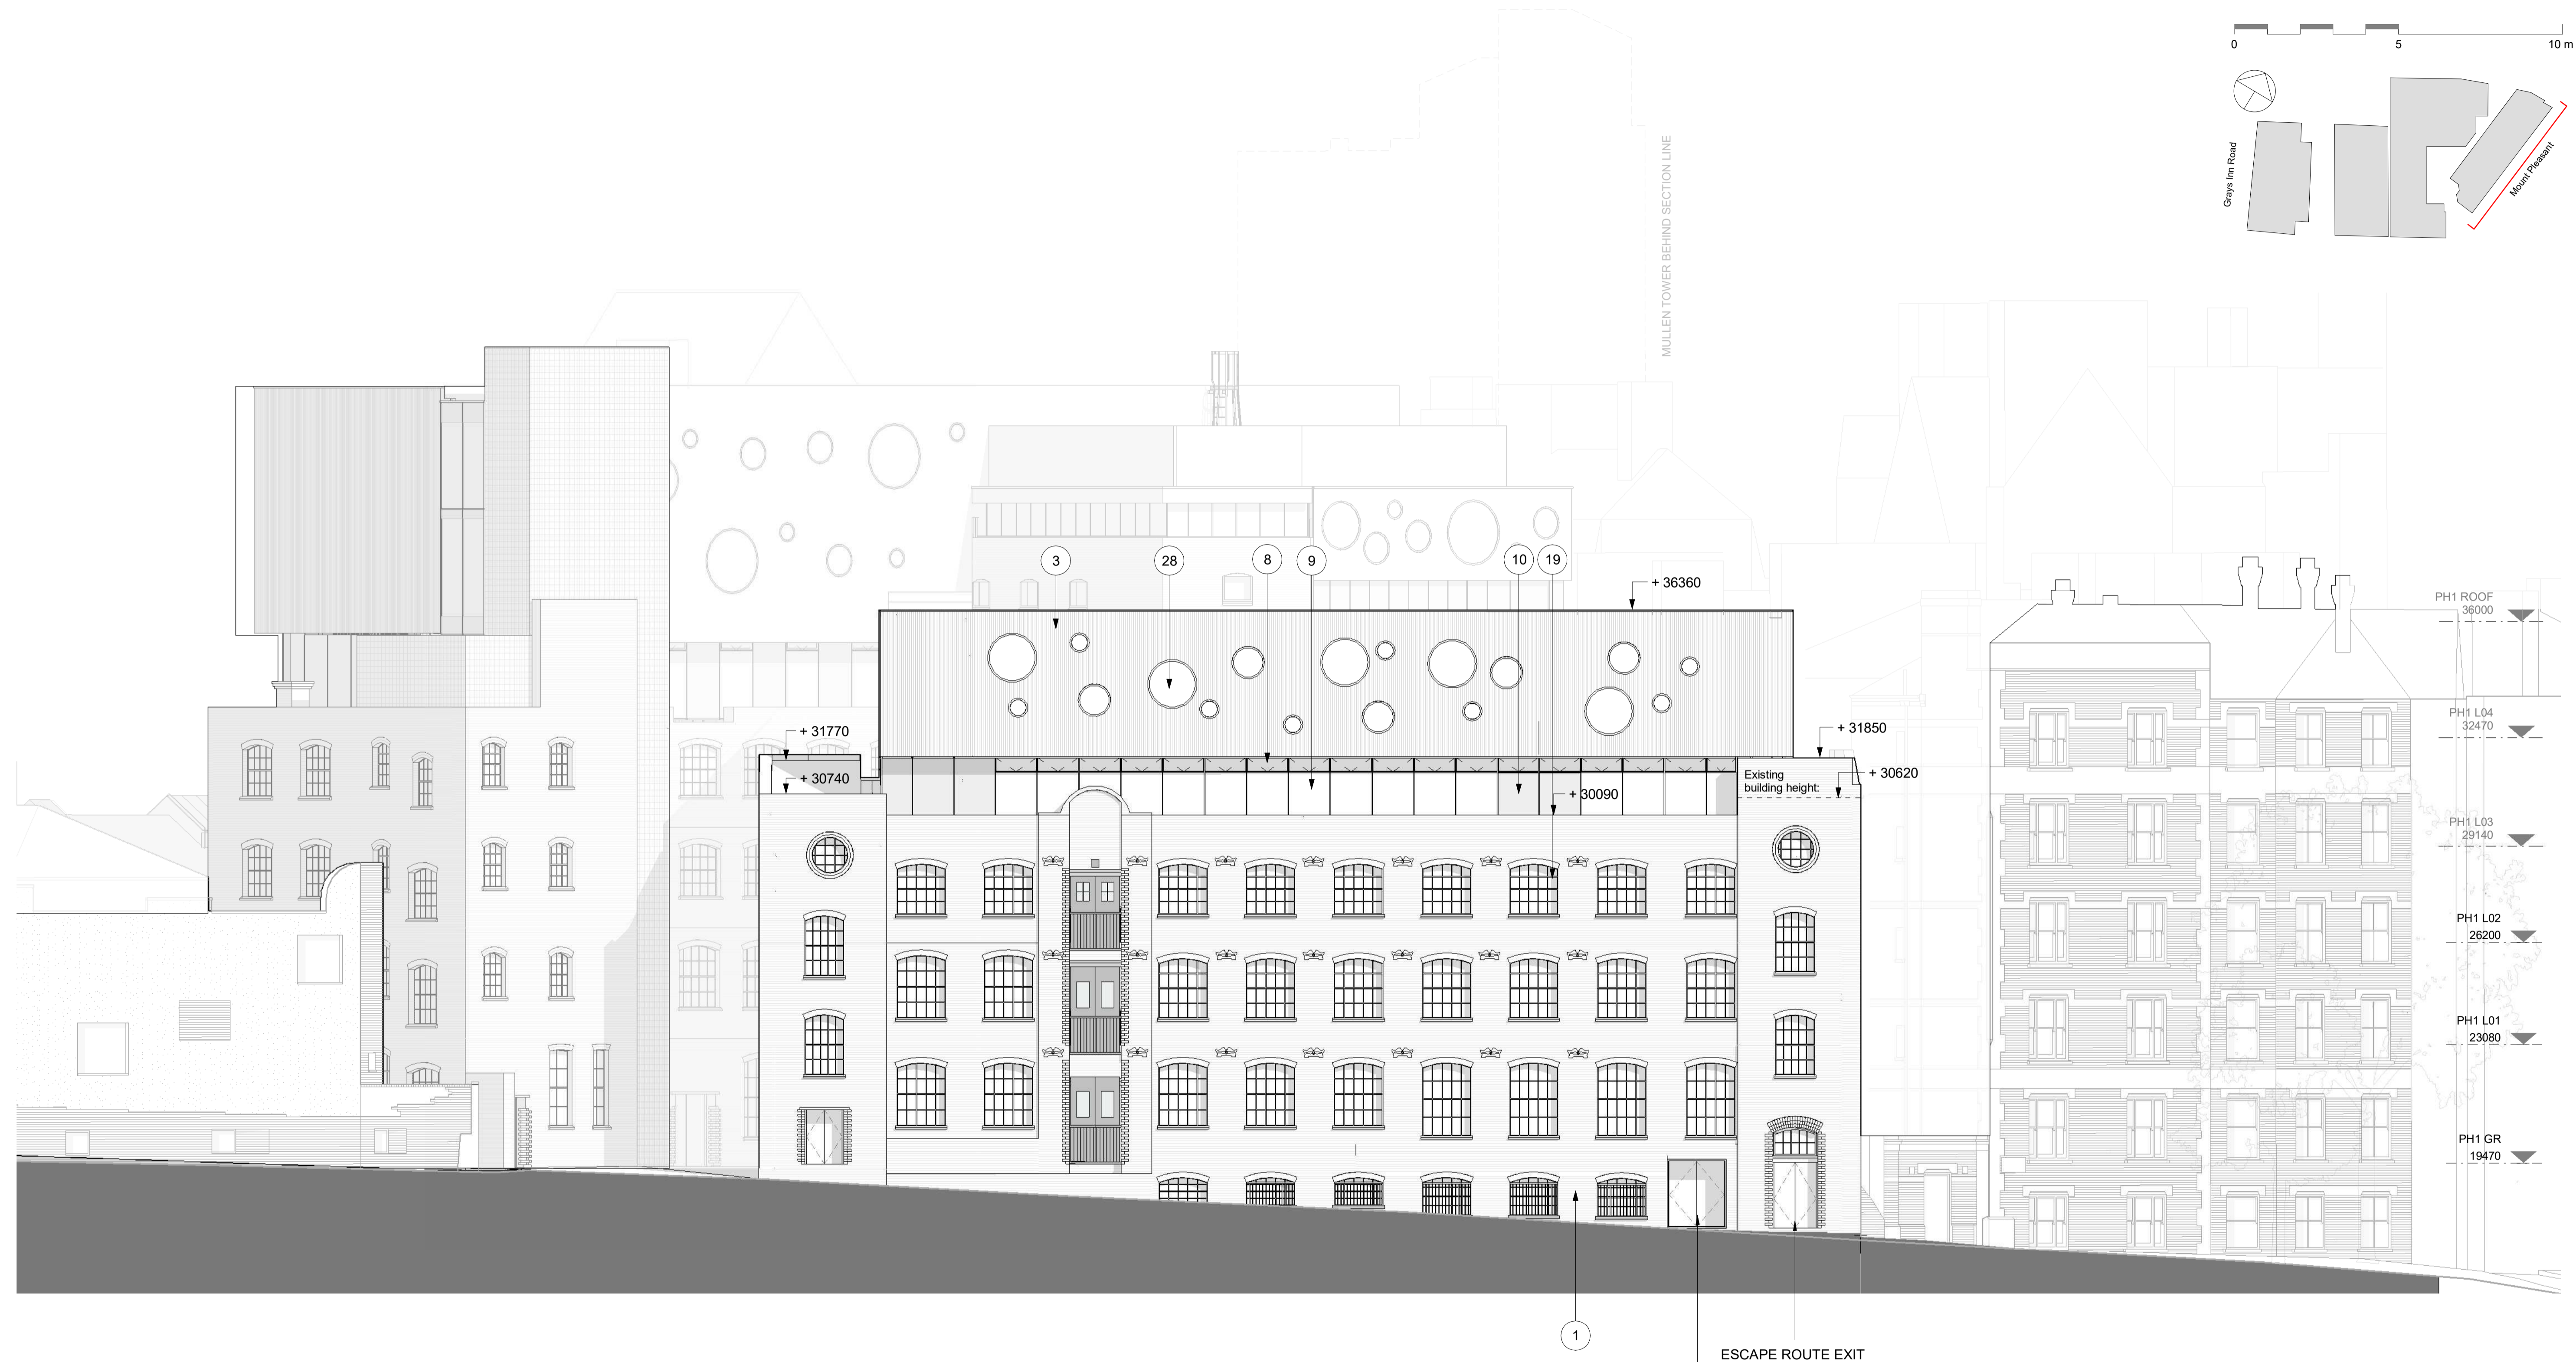 0 5 10 m
Grays Inn Road
Mount Pleasant
MULLEN TOWER BEHIND SECTION LINE
3 28 8 9 10 19
+ 36360
PH1 ROOF
36000
+ 31770
+ 31850
PH1 L04
32470
+ 30740
Existing
building height:
+ 30620
+ 30090
PH1 L03
29140
PH1 L02
26200
PH1 L01
23080
PH1 GR
19470
1
ESCAPE ROUTE EXIT